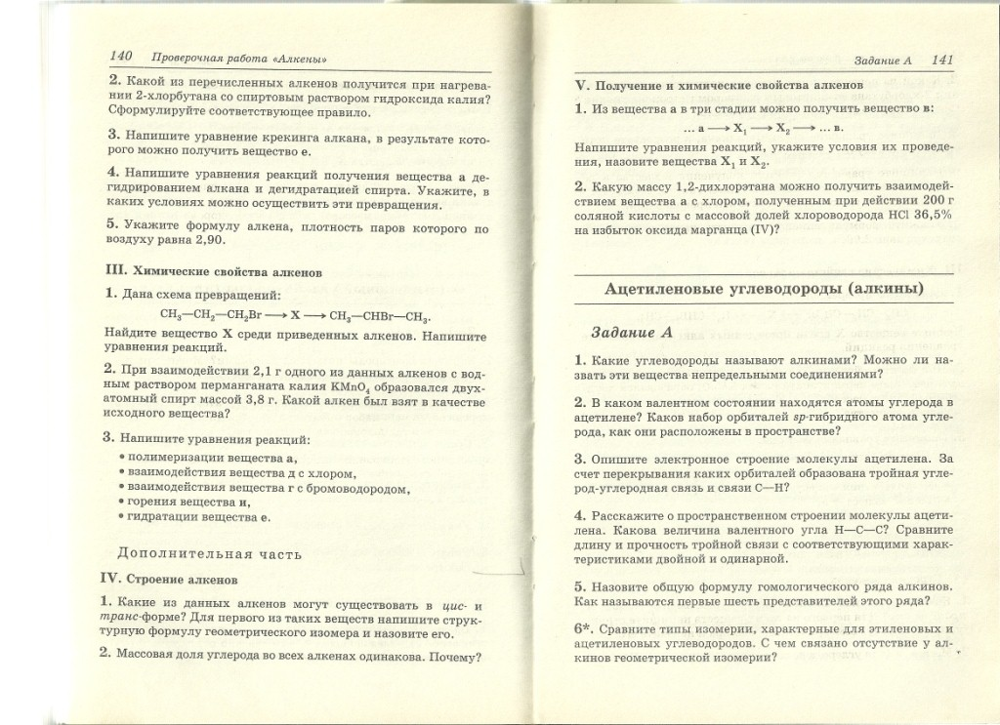 140 Проверочная работа «Алкены»
2. Какой из перечисленных алкенов получится при нагрева-
нии 2-хлорбутана со спиртовым раствором гидроксида калия?
Сформулируйте соответствующее правило.
3. Напишите уравнение крекинга алкана, в результате кото-
рого можно получить вещество е.
4. Напишите уравнения реакций получения вещества а де-
гидрированием алкана и дегидратацией спирта. Укажите, в
каких условиях можно осуществить эти превращения.
5. Укажите формулу алкена, плотность паров которого по
воздуху равна 2,90.
III. Химические свойства алкенов
1. Дана схема превращений:
CH₃—CH₂—CH₂Br ⟶ X ⟶ CH₃—CHBr—CH₃.
Найдите вещество X среди приведенных алкенов. Напишите
уравнения реакций.
2. При взаимодействии 2,1 г одного из данных алкенов с вод-
ным раствором перманганата калия KMnO₄ образовался двух-
атомный спирт массой 3,8 г. Какой алкен был взят в качестве
исходного вещества?
3. Напишите уравнения реакций:
• полимеризации вещества а,
• взаимодействия вещества д с хлором,
• взаимодействия вещества г с бромоводородом,
• горения вещества и,
• гидратации вещества е.
Дополнительная часть
IV. Строение алкенов
1. Какие из данных алкенов могут существовать в цис- и
транс-форме? Для первого из таких веществ напишите струк-
турную формулу геометрического изомера и назовите его.
2. Массовая доля углерода во всех алкенах одинакова. Почему?
Задание А 141
V. Получение и химические свойства алкенов
1. Из вещества а в три стадии можно получить вещество в:
... а ⟶ X₁ ⟶ X₂ ⟶ ... в.
Напишите уравнения реакций, укажите условия их проведе-
ния, назовите вещества X₁ и X₂.
2. Какую массу 1,2-дихлорэтана можно получить взаимодей-
ствием вещества а с хлором, полученным при действии 200 г
соляной кислоты с массовой долей хлороводорода HCl 36,5%
на избыток оксида марганца (IV)?
Ацетиленовые углеводороды (алкины)
Задание А
1. Какие углеводороды называют алкинами? Можно ли на-
звать эти вещества непредельными соединениями?
2. В каком валентном состоянии находятся атомы углерода в
ацетилене? Каков набор орбиталей sp-гибридного атома угле-
рода, как они расположены в пространстве?
3. Опишите электронное строение молекулы ацетилена. За
счет перекрывания каких орбиталей образована тройная угле-
род-углеродная связь и связи C—H?
4. Расскажите о пространственном строении молекулы ацети-
лена. Какова величина валентного угла H—C—C? Сравните
длину и прочность тройной связи с соответствующими харак-
теристиками двойной и одинарной.
5. Назовите общую формулу гомологического ряда алкинов.
Как называются первые шесть представителей этого ряда?
6*. Сравните типы изомерии, характерные для этиленовых и
ацетиленовых углеводородов. С чем связано отсутствие у ал-
кинов геометрической изомерии?